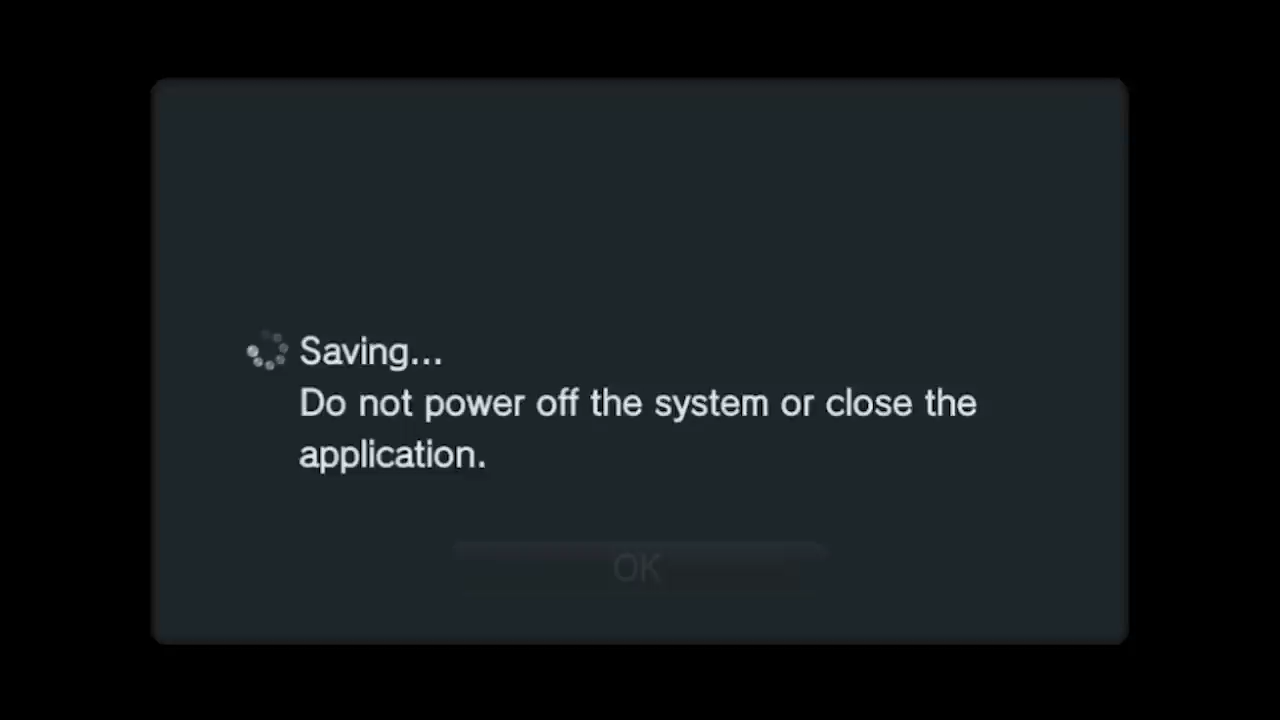 Saving...
Do not power off the system or close the
application.
OK